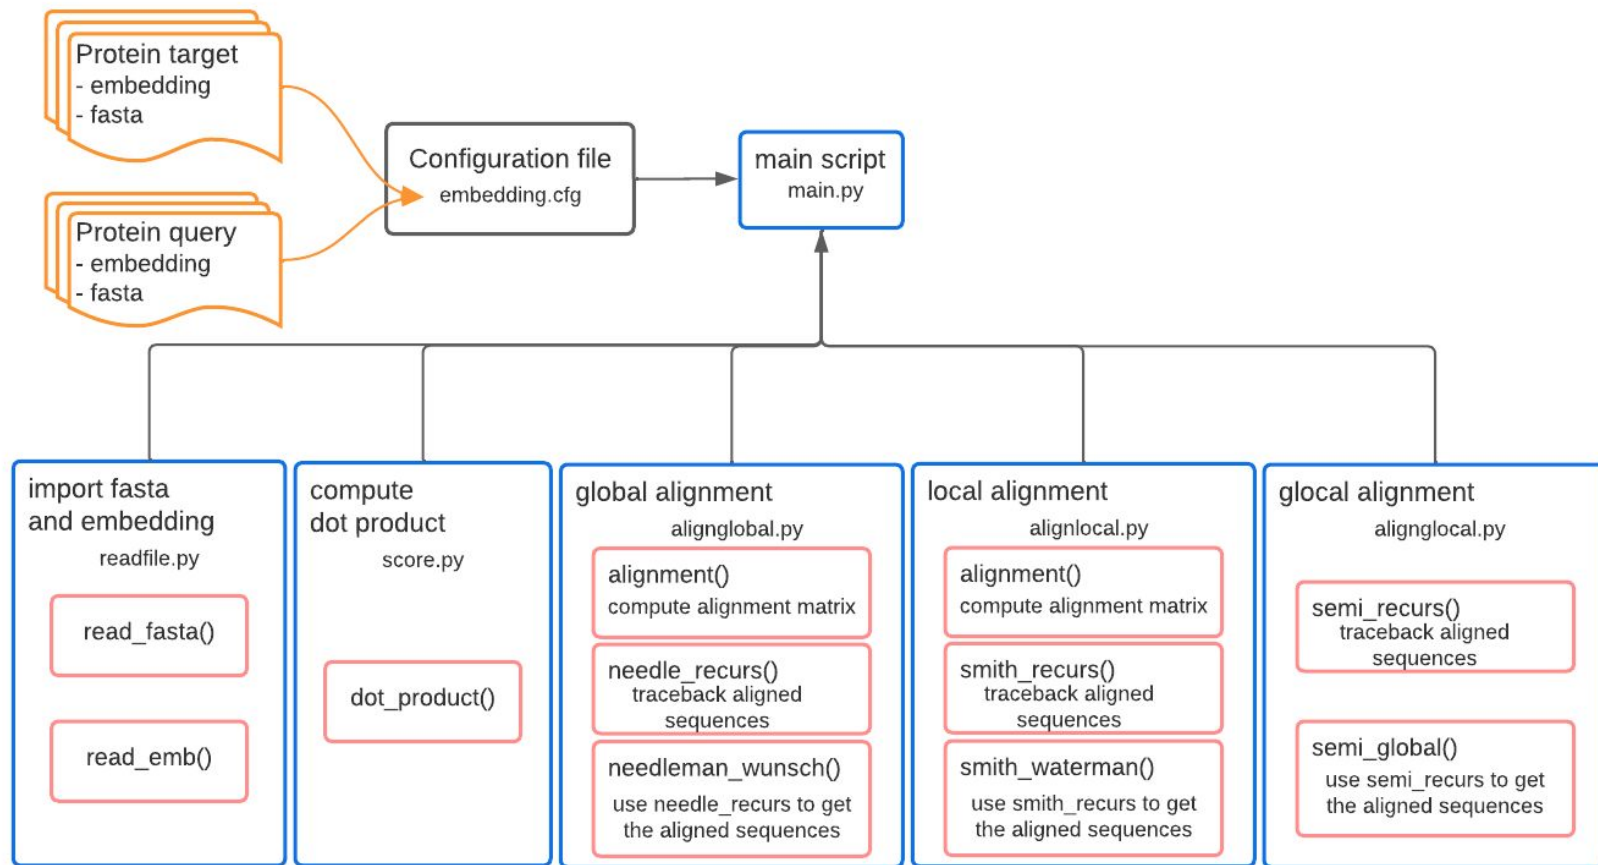 Protein target
- embedding
- fasta
Protein query
- embedding
- fasta
Configuration file
embedding.cfg
main script
main.py
import fasta
and embedding
readfile.py
read_fasta()
read_emb()
compute
dot product
score.py
dot_product()
global alignment
alignglobal.py
alignment()
compute alignment matrix
needle_recurs()
traceback aligned
sequences
needleman_wunsch()
use needle_recurs to get
the aligned sequences
local alignment
alignlocal.py
alignment()
compute alignment matrix
smith_recurs()
traceback aligned
sequences
smith_waterman()
use smith_recurs to get
the aligned sequences
glocal alignment
alignglocal.py
semi_recurs()
traceback aligned
sequences
semi_global()
use semi_recurs to get
the aligned sequences